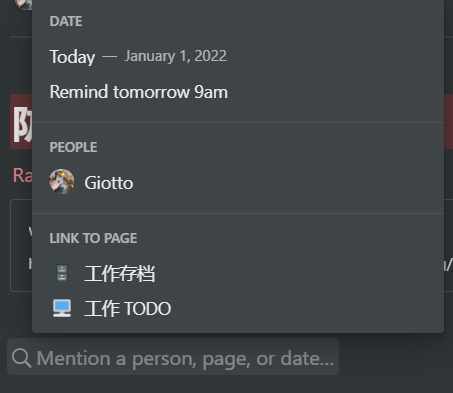 DATE
Today — January 1, 2022
Remind tomorrow 9am
PEOPLE
Giotto
LINK TO PAGE
工作存档
工作 TODO
Mention a person, page, or date...